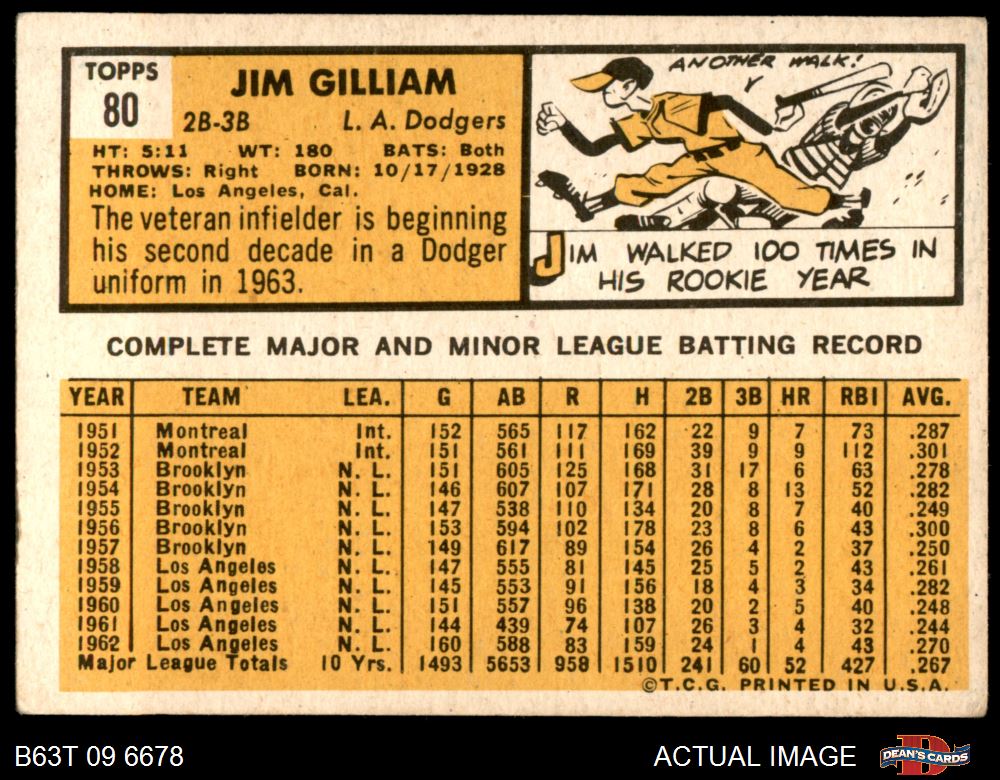 TOPPS
80
JIM GILLIAM
2B-3B L. A. Dodgers
HT: 5:11 WT: 180 BATS: Both
THROWS: Right BORN: 10/17/1928
HOME: Los Angeles, Cal.
The veteran infielder is beginning
his second decade in a Dodger
uniform in 1963.
ANOTHER WALK!
JIM WALKED 100 TIMES IN
HIS ROOKIE YEAR
COMPLETE MAJOR AND MINOR LEAGUE BATTING RECORD
YEAR TEAM LEA. G AB R H 2B 3B HR RBI AVG.
1951 Montreal Int. 152 565 117 162 22 9 7 73 .287
1952 Montreal Int. 151 561 111 169 39 9 9 112 .301
1953 Brooklyn N. L. 151 605 125 168 31 17 6 63 .278
1954 Brooklyn N. L. 146 607 107 171 28 8 13 52 .282
1955 Brooklyn N. L. 147 538 110 134 20 8 7 40 .249
1956 Brooklyn N. L. 153 594 102 178 23 8 6 43 .300
1957 Brooklyn N. L. 149 617 89 154 26 4 2 37 .250
1958 Los Angeles N. L. 147 555 81 145 25 5 2 43 .261
1959 Los Angeles N. L. 145 553 91 156 18 4 3 34 .282
1960 Los Angeles N. L. 151 557 96 138 20 2 5 40 .248
1961 Los Angeles N. L. 144 439 74 107 26 3 4 32 .244
1962 Los Angeles N. L. 160 588 83 159 24 1 4 43 .270
Major League Totals 10 Yrs. 1493 5653 958 1510 241 60 52 427 .267
©T.C.G. PRINTED IN U.S.A.
B63T 09 6678 ACTUAL IMAGE DEAN'S CARDS